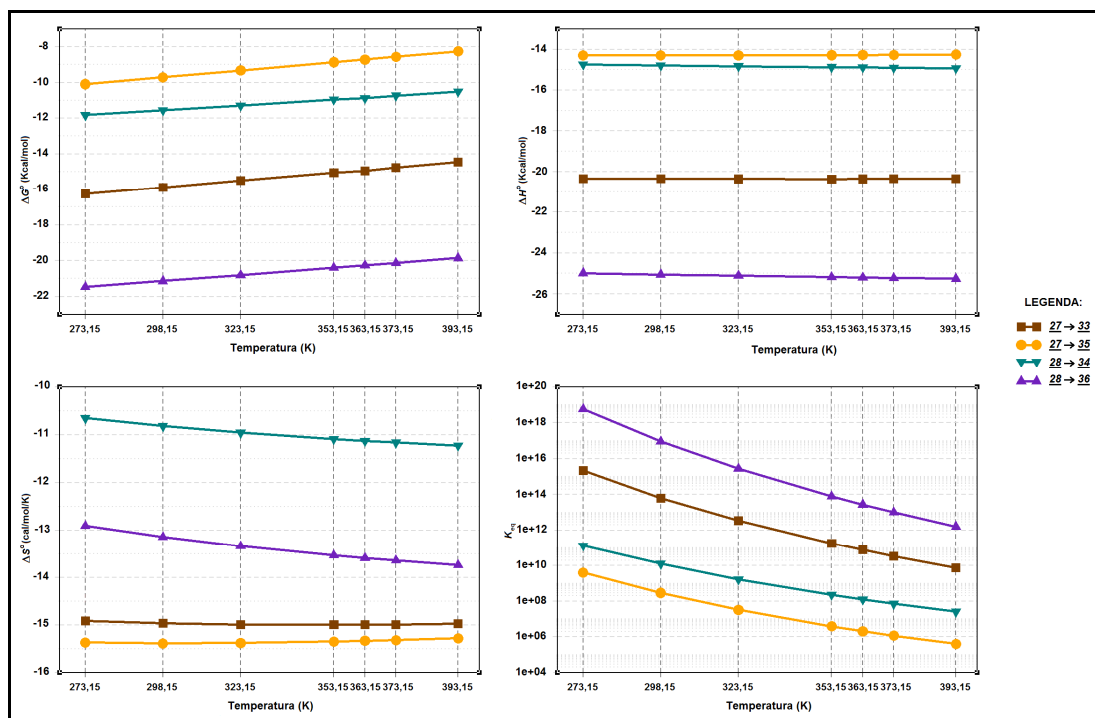 ΔG⁰ (Kcal/mol)
-8
-10
-12
-14
-16
-18
-20
-22
273,15 298,15 323,15 353,15 363,15 373,15 393,15
Temperatura (K)
ΔH⁰ (Kcal/mol)
-14
-16
-18
-20
-22
-24
-26
273,15 298,15 323,15 353,15 363,15 373,15 393,15
Temperatura (K)
LEGENDA:
27 → 33
27 → 35
28 → 34
28 → 36
ΔS⁰ (cal/mol/K)
-10
-11
-12
-13
-14
-15
-16
273,15 298,15 323,15 353,15 363,15 373,15 393,15
Temperatura (K)
Keq
1e+20
1e+18
1e+16
1e+14
1e+12
1e+10
1e+08
1e+06
1e+04
273,15 298,15 323,15 353,15 363,15 373,15 393,15
Temperatura (K)